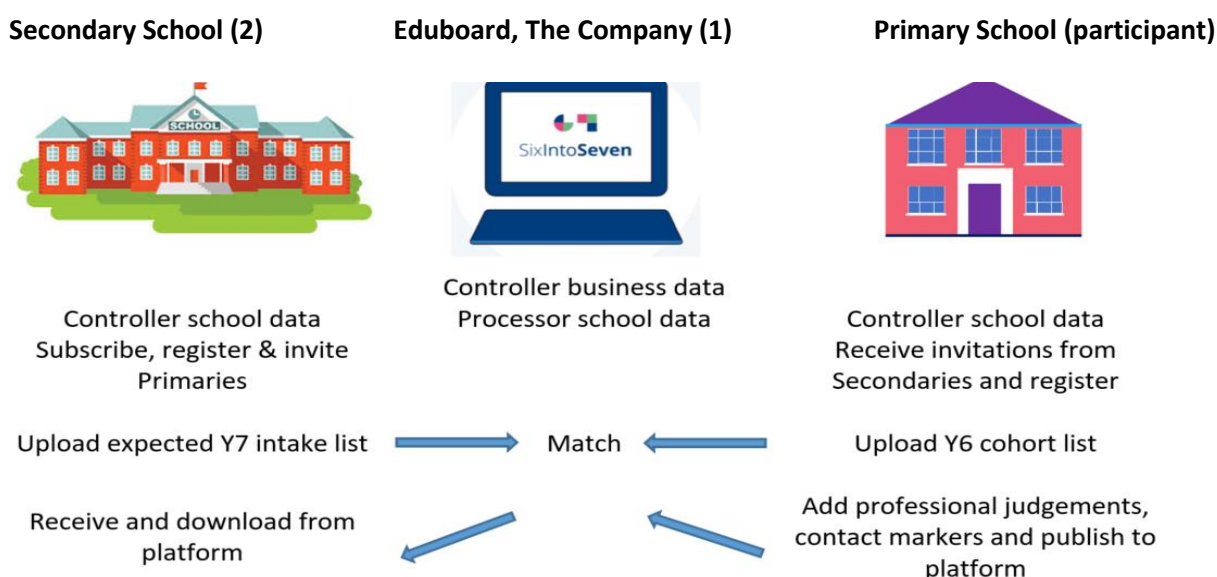 Secondary School (2)
Eduboard, The Company (1)
Primary School (participant)
SCHOOL
SixIntoSeven
Controller school data
Subscribe, register & invite
Primaries
Controller business data
Processor school data
Controller school data
Receive invitations from
Secondaries and register
Upload expected Y7 intake list
Match
Upload Y6 cohort list
Receive and download from
platform
Add professional judgements,
contact markers and publish to
platform